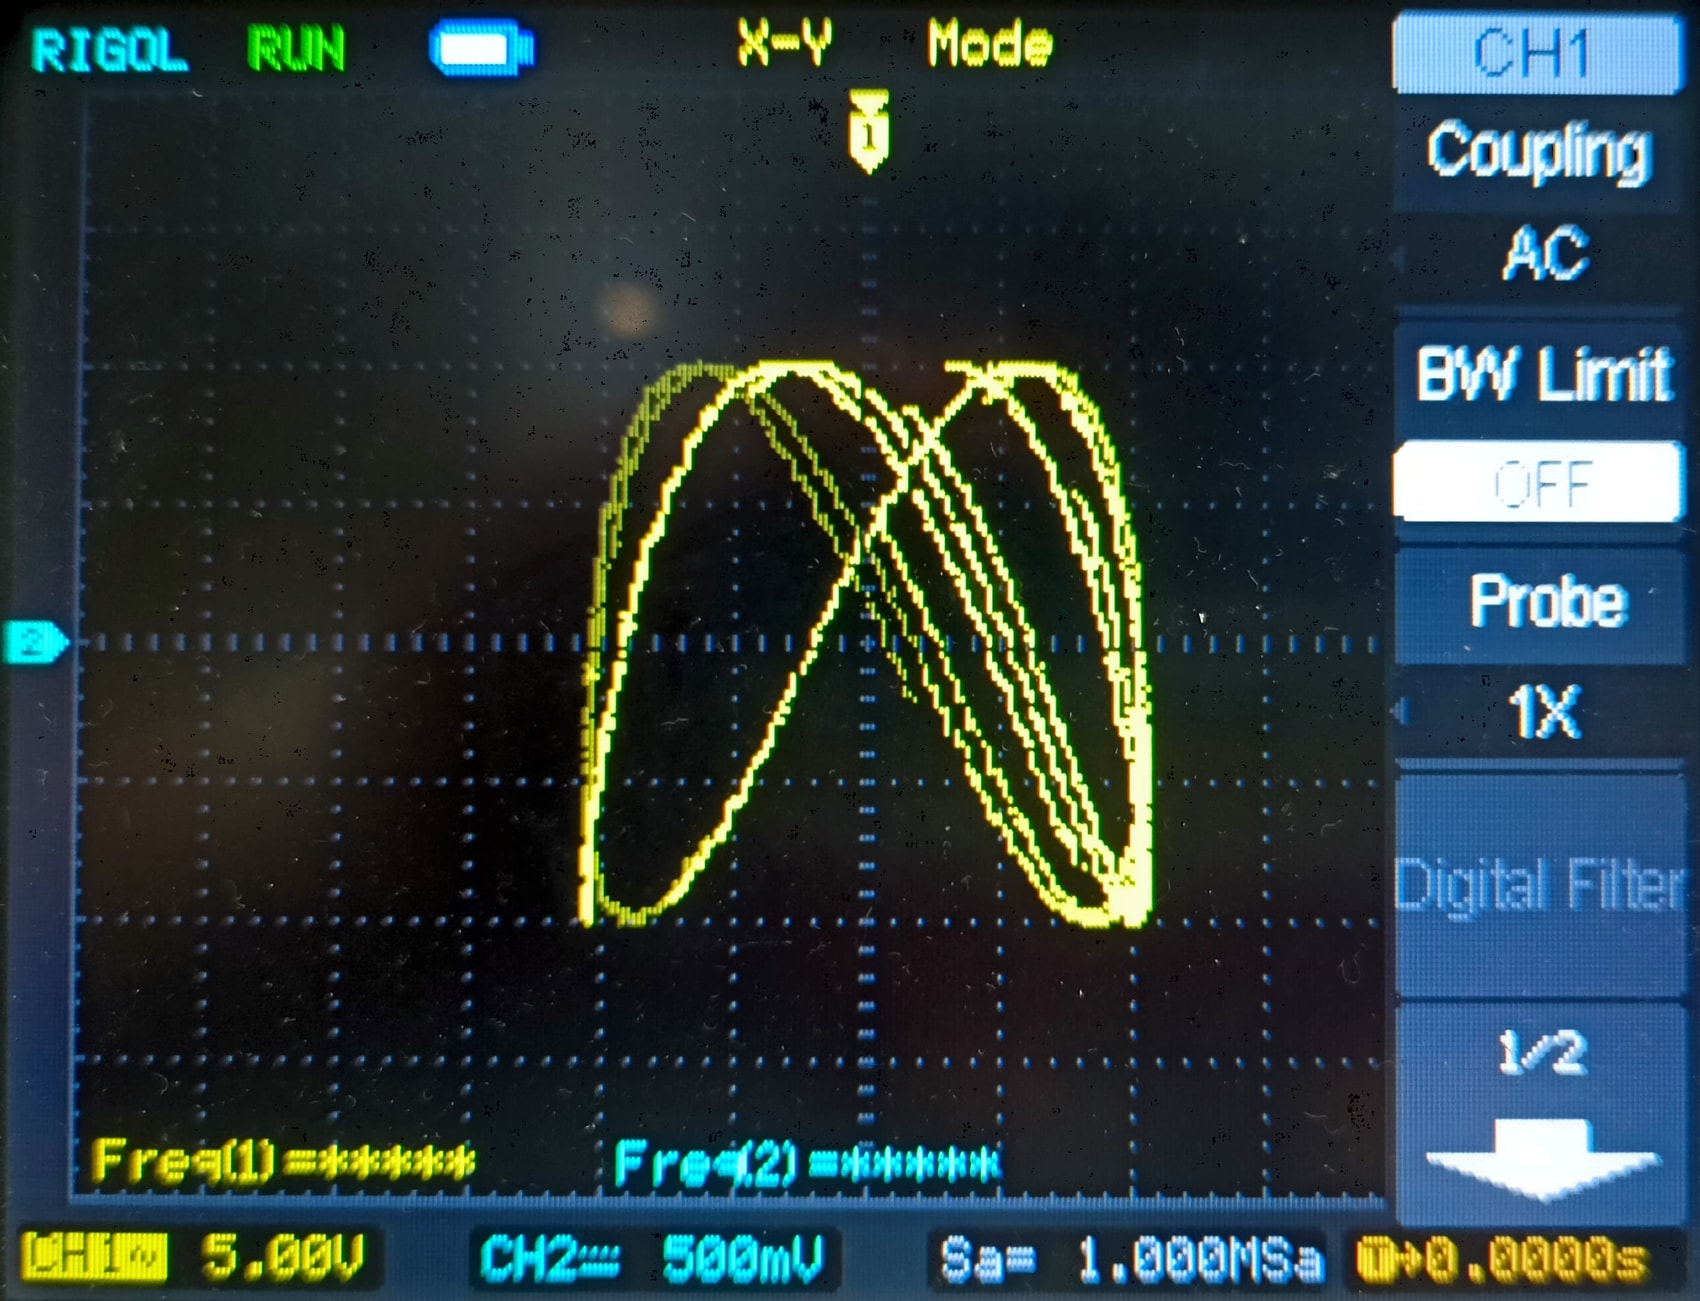 RIGOL RUN X-Y Mode
1
CH1
Coupling
AC
BW Limit
OFF
Probe
2
1X
Digital Filter
1/2
Freq(1)=***** Freq(2)=*****
CH1~ 5.00V CH2 500mV Sa= 1.000MSa T→0.0000s